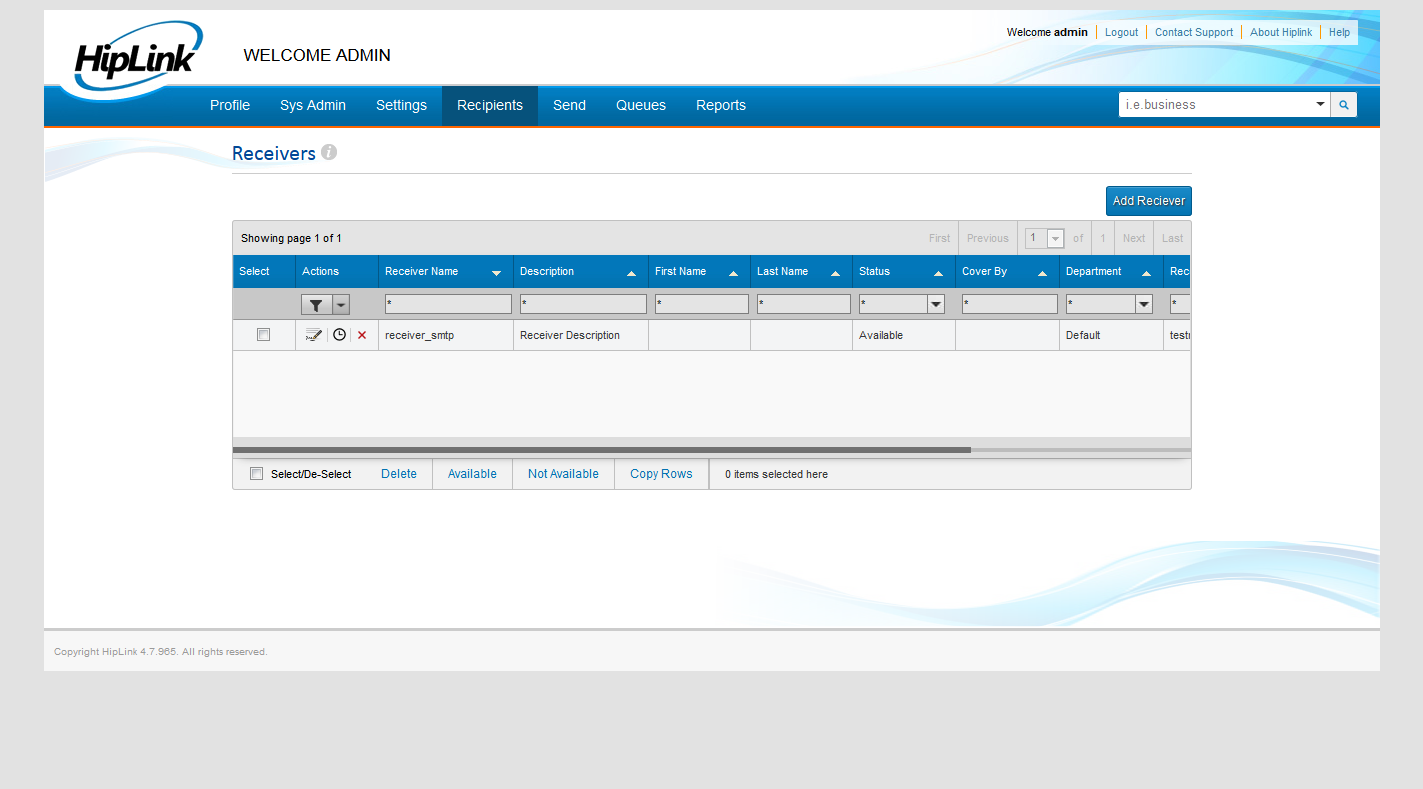 HipLink
WELCOME ADMIN
Welcome admin Logout Contact Support About Hiplink Help
Profile Sys Admin Settings Recipients Send Queues Reports i.e.business
Receivers i
Add Reciever
Showing page 1 of 1 First Previous 1 of 1 Next Last
Select Actions Receiver Name Description First Name Last Name Status Cover By Department Rec
* * * * * * * *
receiver_smtp Receiver Description Available Default
Select/De-Select Delete Available Not Available Copy Rows 0 items selected here
Copyright HipLink 4.7.965. All rights reserved.